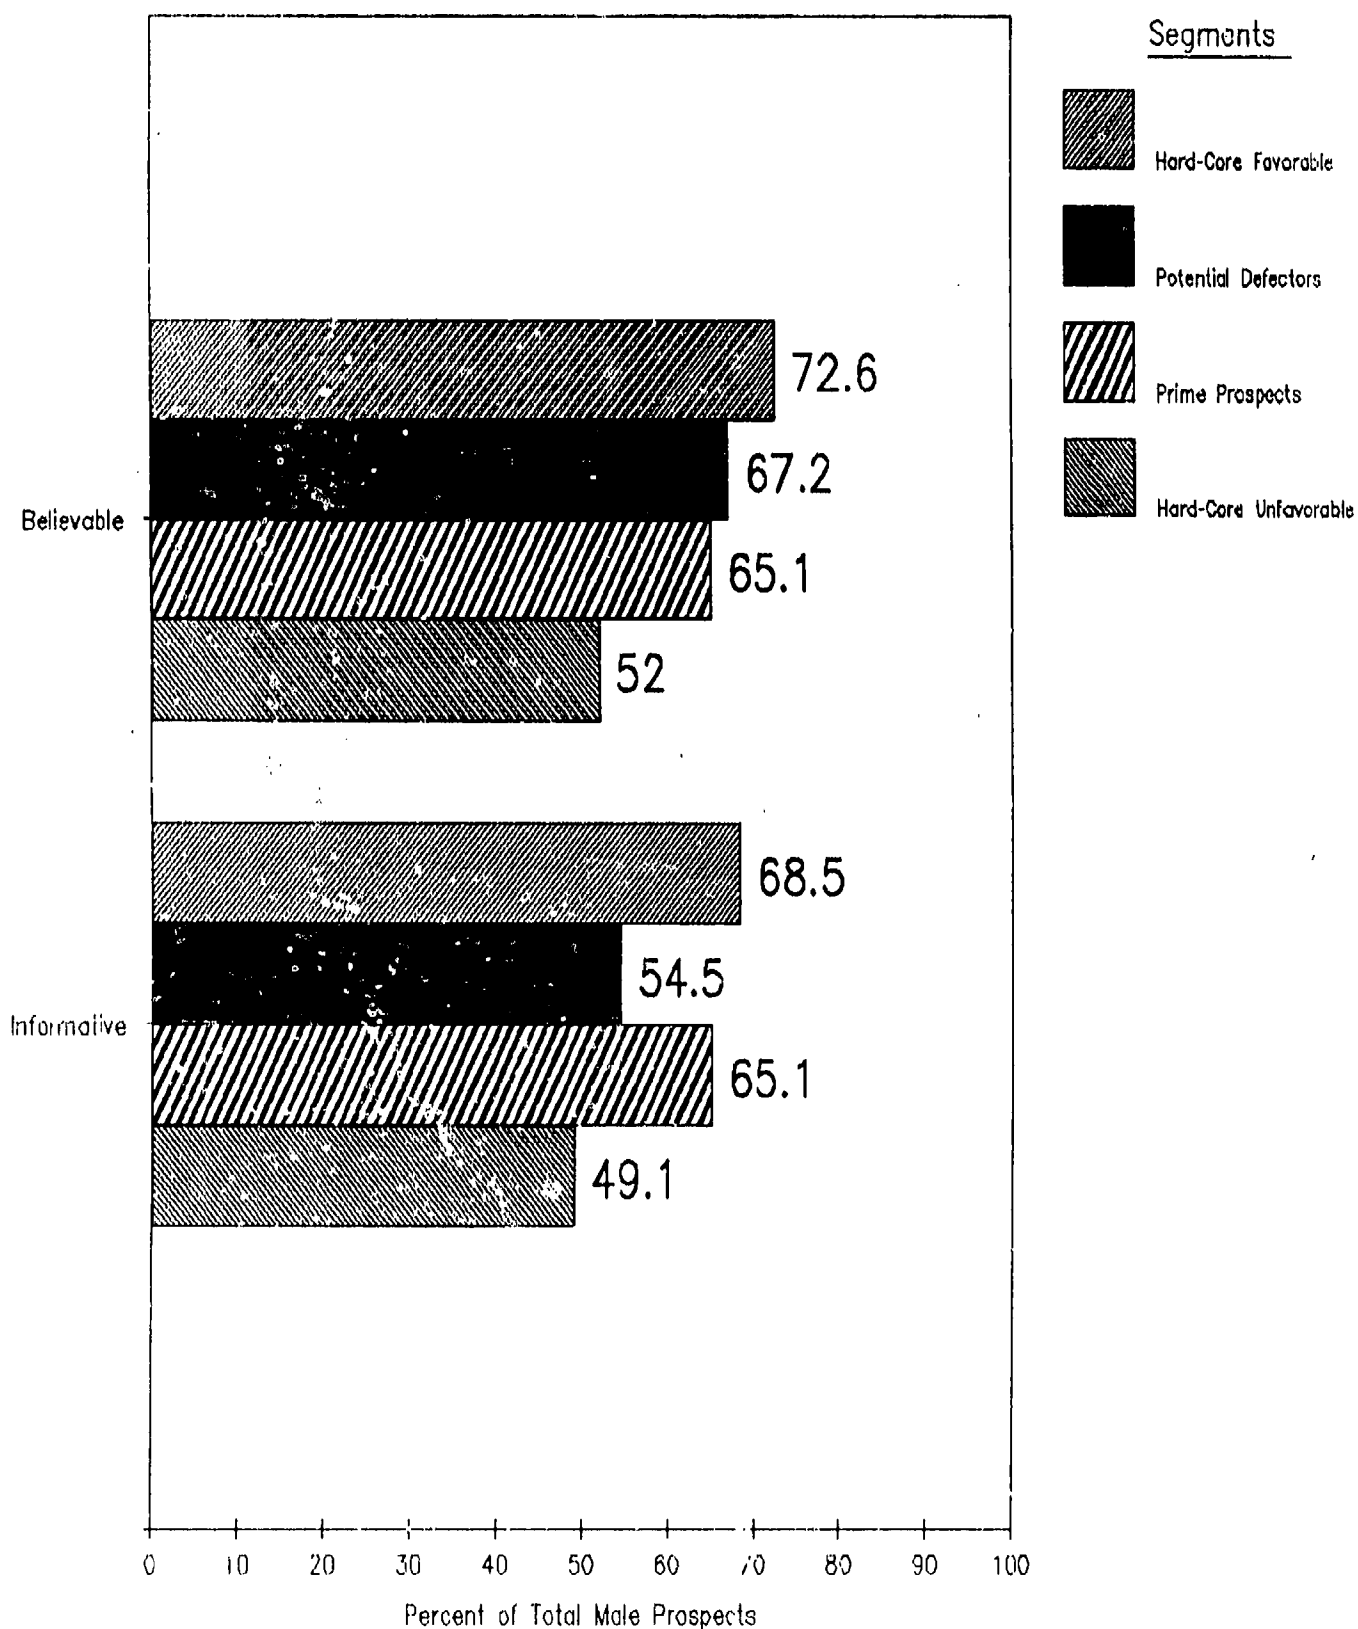 Segments
Hard-Core Favorable
Potential Defectors
Prime Prospects
Hard-Core Unfavorable
Believable
72.6
67.2
65.1
52
Informative
68.5
54.5
65.1
49.1
0 10 20 30 40 50 60 70 80 90 100
Percent of Total Male Prospects